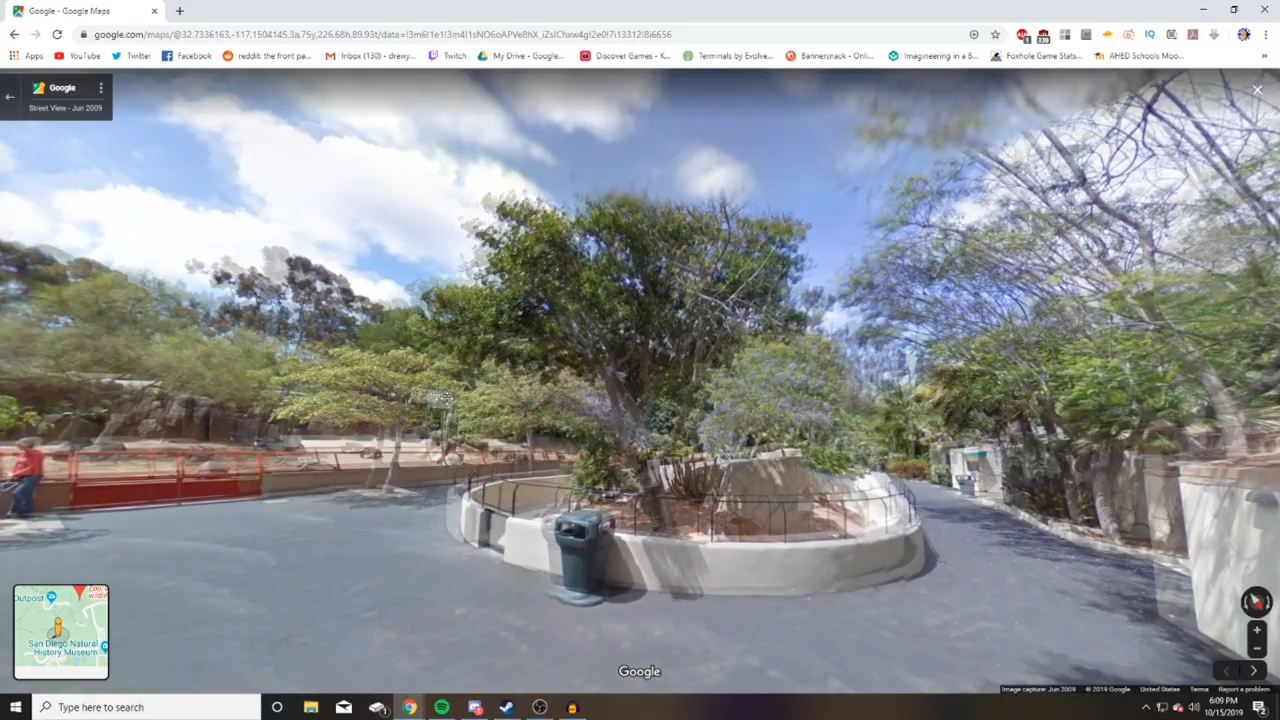 Google - Google Maps
google.com/maps/@32.7336163,-117.1504145,3a,75y,226.68h,89.93t/data=!3m6!1e1!3m4!1sNO6oAPVe8hX_iZslChxw4g!2e0!7i13312!8i6656
Apps YouTube Twitter Facebook reddit: the front pa... Inbox (130) - drewy... Twitch My Drive - Google... Discover Games - K... Terminals by Evolve... Bannersnack - Onli... Imagineering in a B... Foxhole Game Stats... AHED Schools Moo... »
Google
Street View - Jun 2009
Outpost
Zoo
wildli
San Diego Natural
History Museum
Google
Image capture: Jun 2009 © 2019 Google United States Terms Report a problem
Type here to search
6:09 PM
10/15/2019